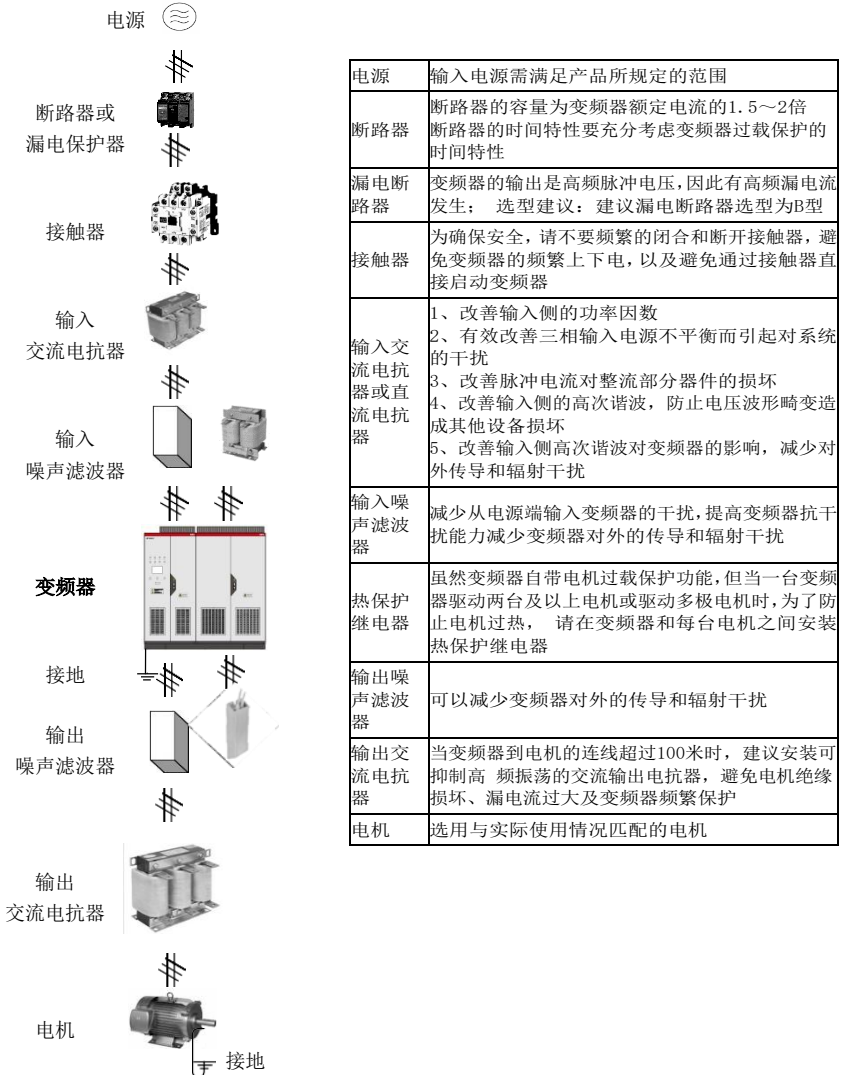 电源
断路器或
漏电保护器
接触器
输入
交流电抗器
输入
噪声滤波器
变频器
接地
输出
噪声滤波器
输出
交流电抗器
电机
接地
电源
输入电源需满足产品所规定的范围
断路器
断路器的容量为变频器额定电流的1.5～2倍
断路器的时间特性要充分考虑变频器过载保护的
时间特性
漏电断
路器
变频器的输出是高频脉冲电压,因此有高频漏电流
发生； 选型建议：建议漏电断路器选型为B型
接触器
为确保安全,请不要频繁的闭合和断开接触器,避
免变频器的频繁上下电,以及避免通过接触器直
接启动变频器
输入交
流电抗
器或直
流电抗
器
1、改善输入侧的功率因数
2、有效改善三相输入电源不平衡而引起对系统
的干扰
3、改善脉冲电流对整流部分器件的损坏
4、改善输入侧的高次谐波，防止电压波形畸变造
成其他设备损坏
5、改善输入侧高次谐波对变频器的影响，减少对
外传导和辐射干扰
输入噪
声滤波
器
减少从电源端输入变频器的干扰,提高变频器抗干
扰能力减少变频器对外的传导和辐射干扰
热保护
继电器
虽然变频器自带电机过载保护功能,但当一台变频
器驱动两台及以上电机或驱动多极电机时,为了防
止电机过热， 请在变频器和每台电机之间安装
热保护继电器
输出噪
声滤波
器
可以减少变频器对外的传导和辐射干扰
输出交
流电抗
器
当变频器到电机的连线超过100米时，建议安装可
抑制高 频振荡的交流输出电抗器，避免电机绝缘
损坏、漏电流过大及变频器频繁保护
电机
选用与实际使用情况匹配的电机